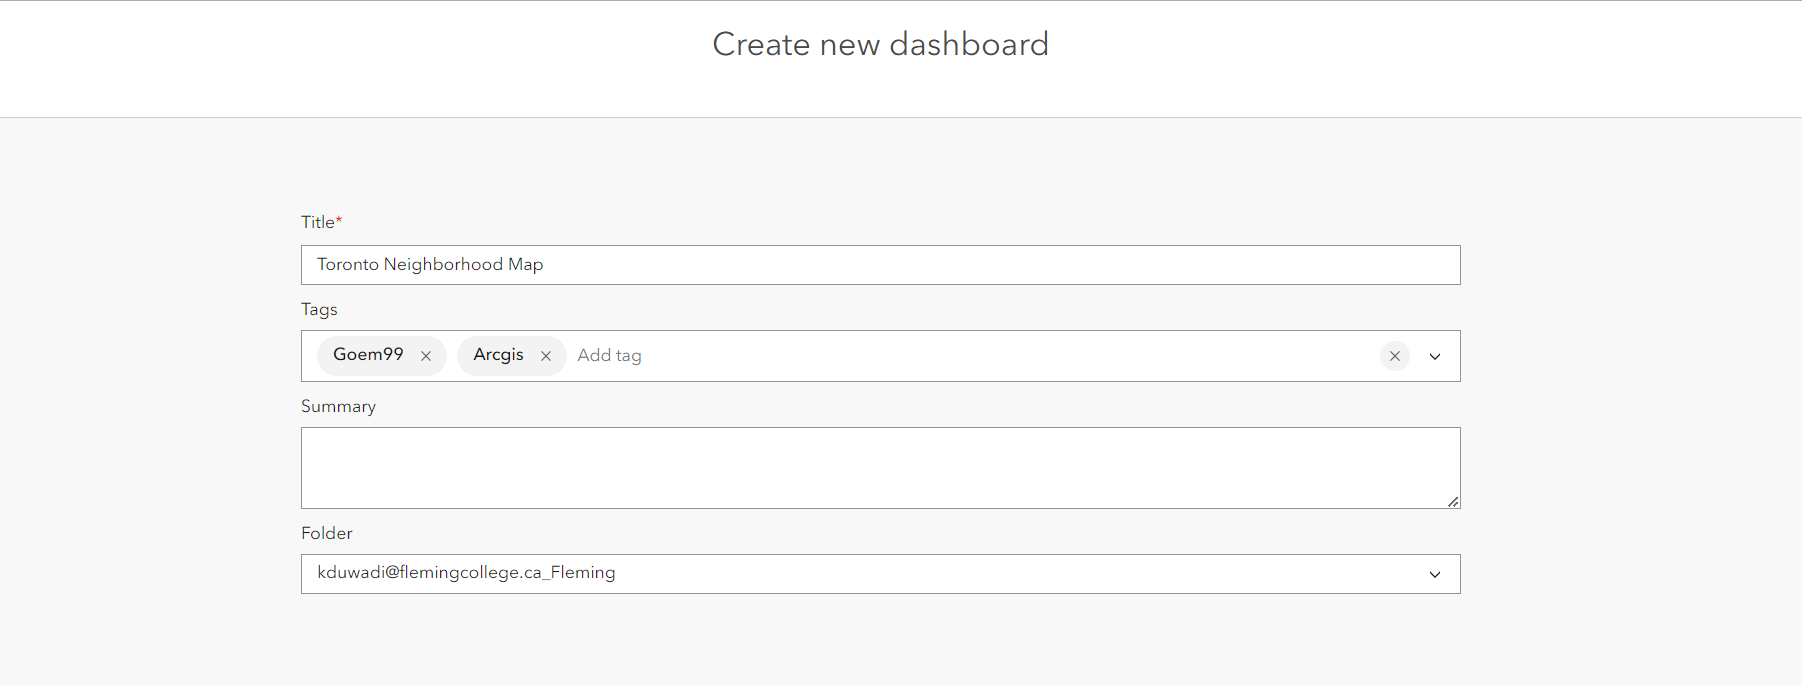 Create new dashboard
Title*
Toronto Neighborhood Map
Tags
Goem99 Arcgis Add tag
Summary
Folder
kduwadi@flemingcollege.ca_Fleming